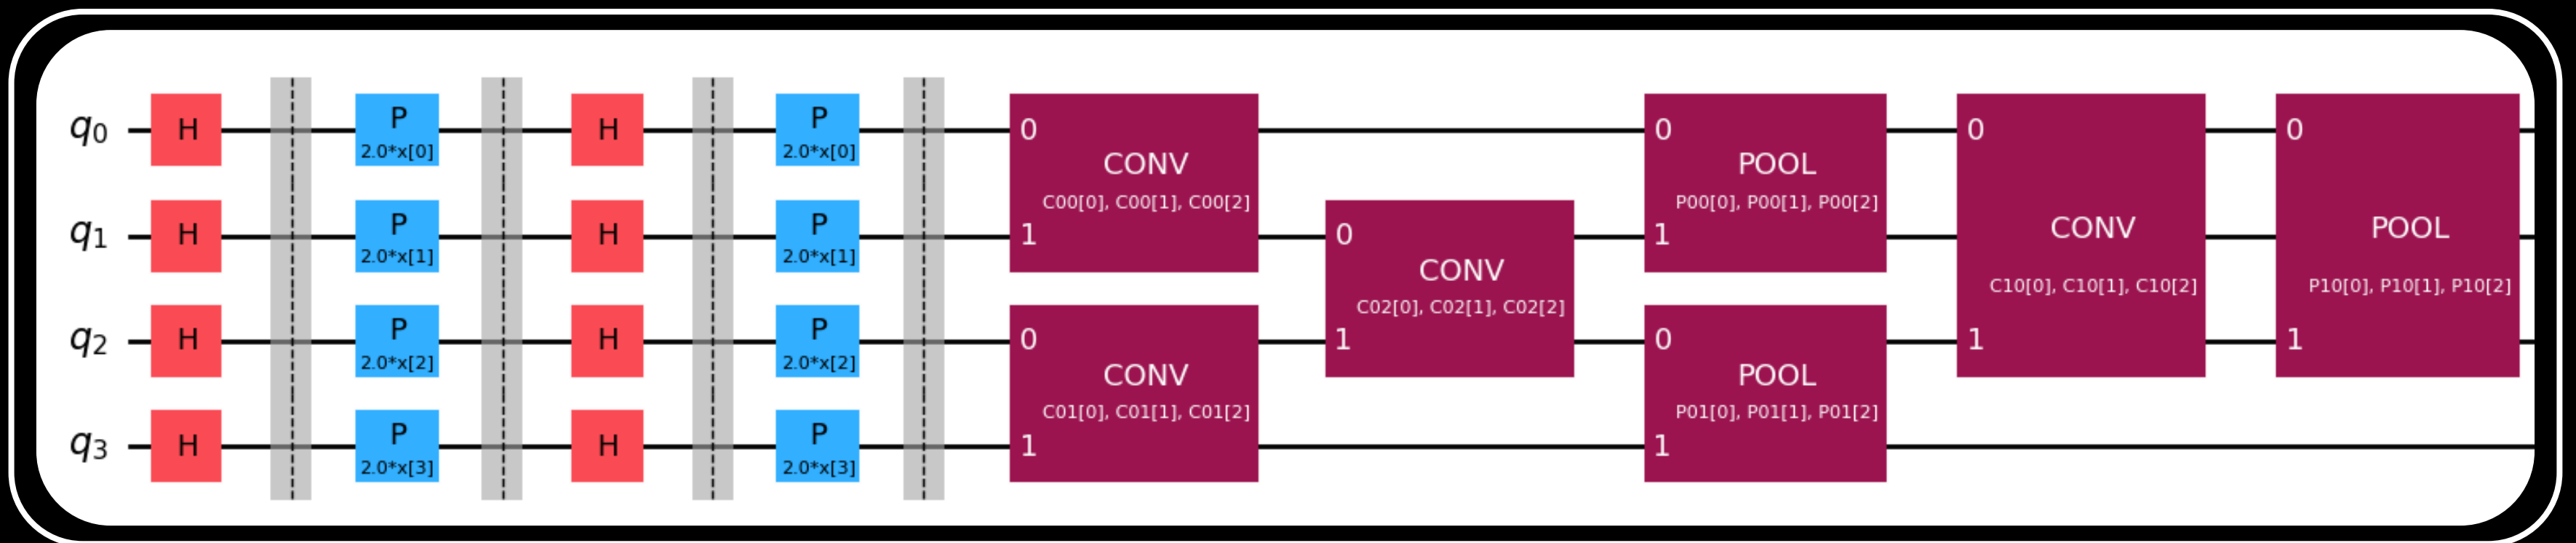 q0 H P 2.0*x[0] H P 2.0*x[0]
q1 H P 2.0*x[1] H P 2.0*x[1]
q2 H P 2.0*x[2] H P 2.0*x[2]
q3 H P 2.0*x[3] H P 2.0*x[3]
0
CONV
C00[0], C00[1], C00[2]
1
0
CONV
C01[0], C01[1], C01[2]
1
0
CONV
C02[0], C02[1], C02[2]
1
0
POOL
P00[0], P00[1], P00[2]
1
0
POOL
P01[0], P01[1], P01[2]
1
0
CONV
C10[0], C10[1], C10[2]
1
0
POOL
P10[0], P10[1], P10[2]
1